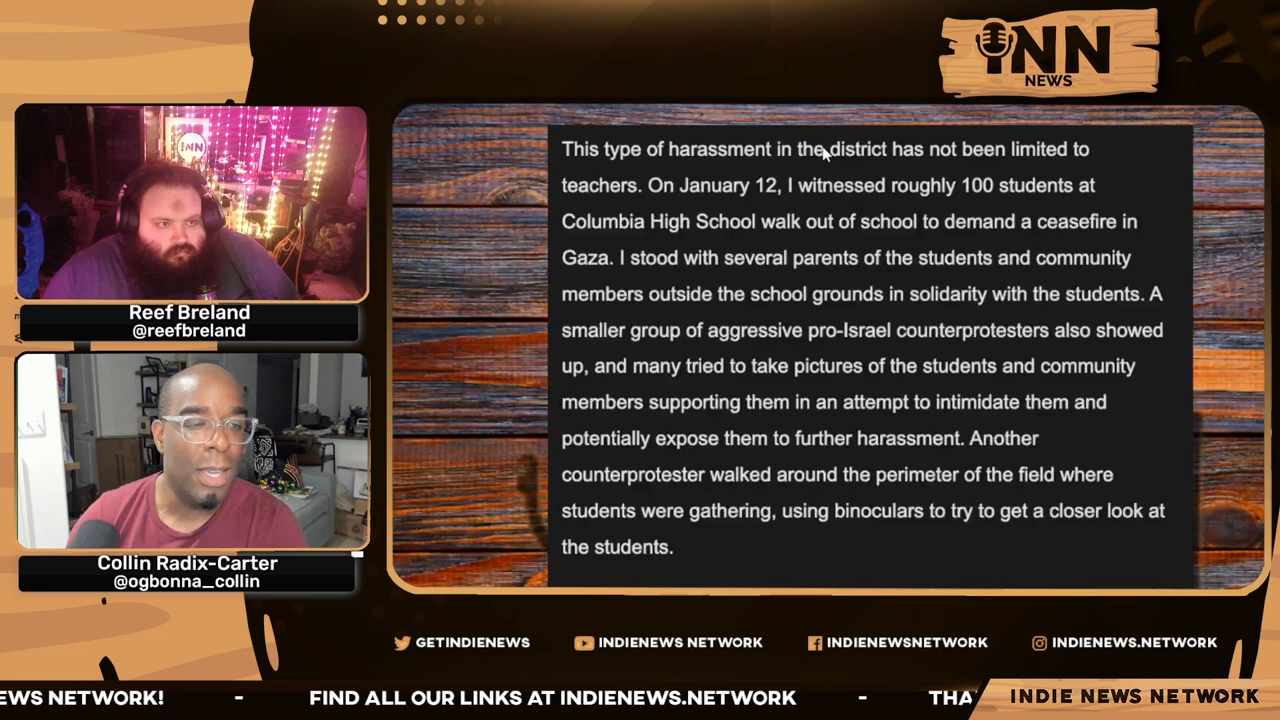 iNN
NEWS
INN
Reef Breland
@reefbreland
Collin Radix-Carter
@ogbonna_collin
This type of harassment in the district has not been limited to
teachers. On January 12, I witnessed roughly 100 students at
Columbia High School walk out of school to demand a ceasefire in
Gaza. I stood with several parents of the students and community
members outside the school grounds in solidarity with the students. A
smaller group of aggressive pro-Israel counterprotesters also showed
up, and many tried to take pictures of the students and community
members supporting them in an attempt to intimidate them and
potentially expose them to further harassment. Another
counterprotester walked around the perimeter of the field where
students were gathering, using binoculars to try to get a closer look at
the students.
GETINDIENEWS
INDIENEWS NETWORK
INDIENEWSNETWORK
INDIENEWS.NETWORK
EWS NETWORK! - FIND ALL OUR LINKS AT INDIENEWS.NETWORK - THA
INDIE NEWS NETWORK